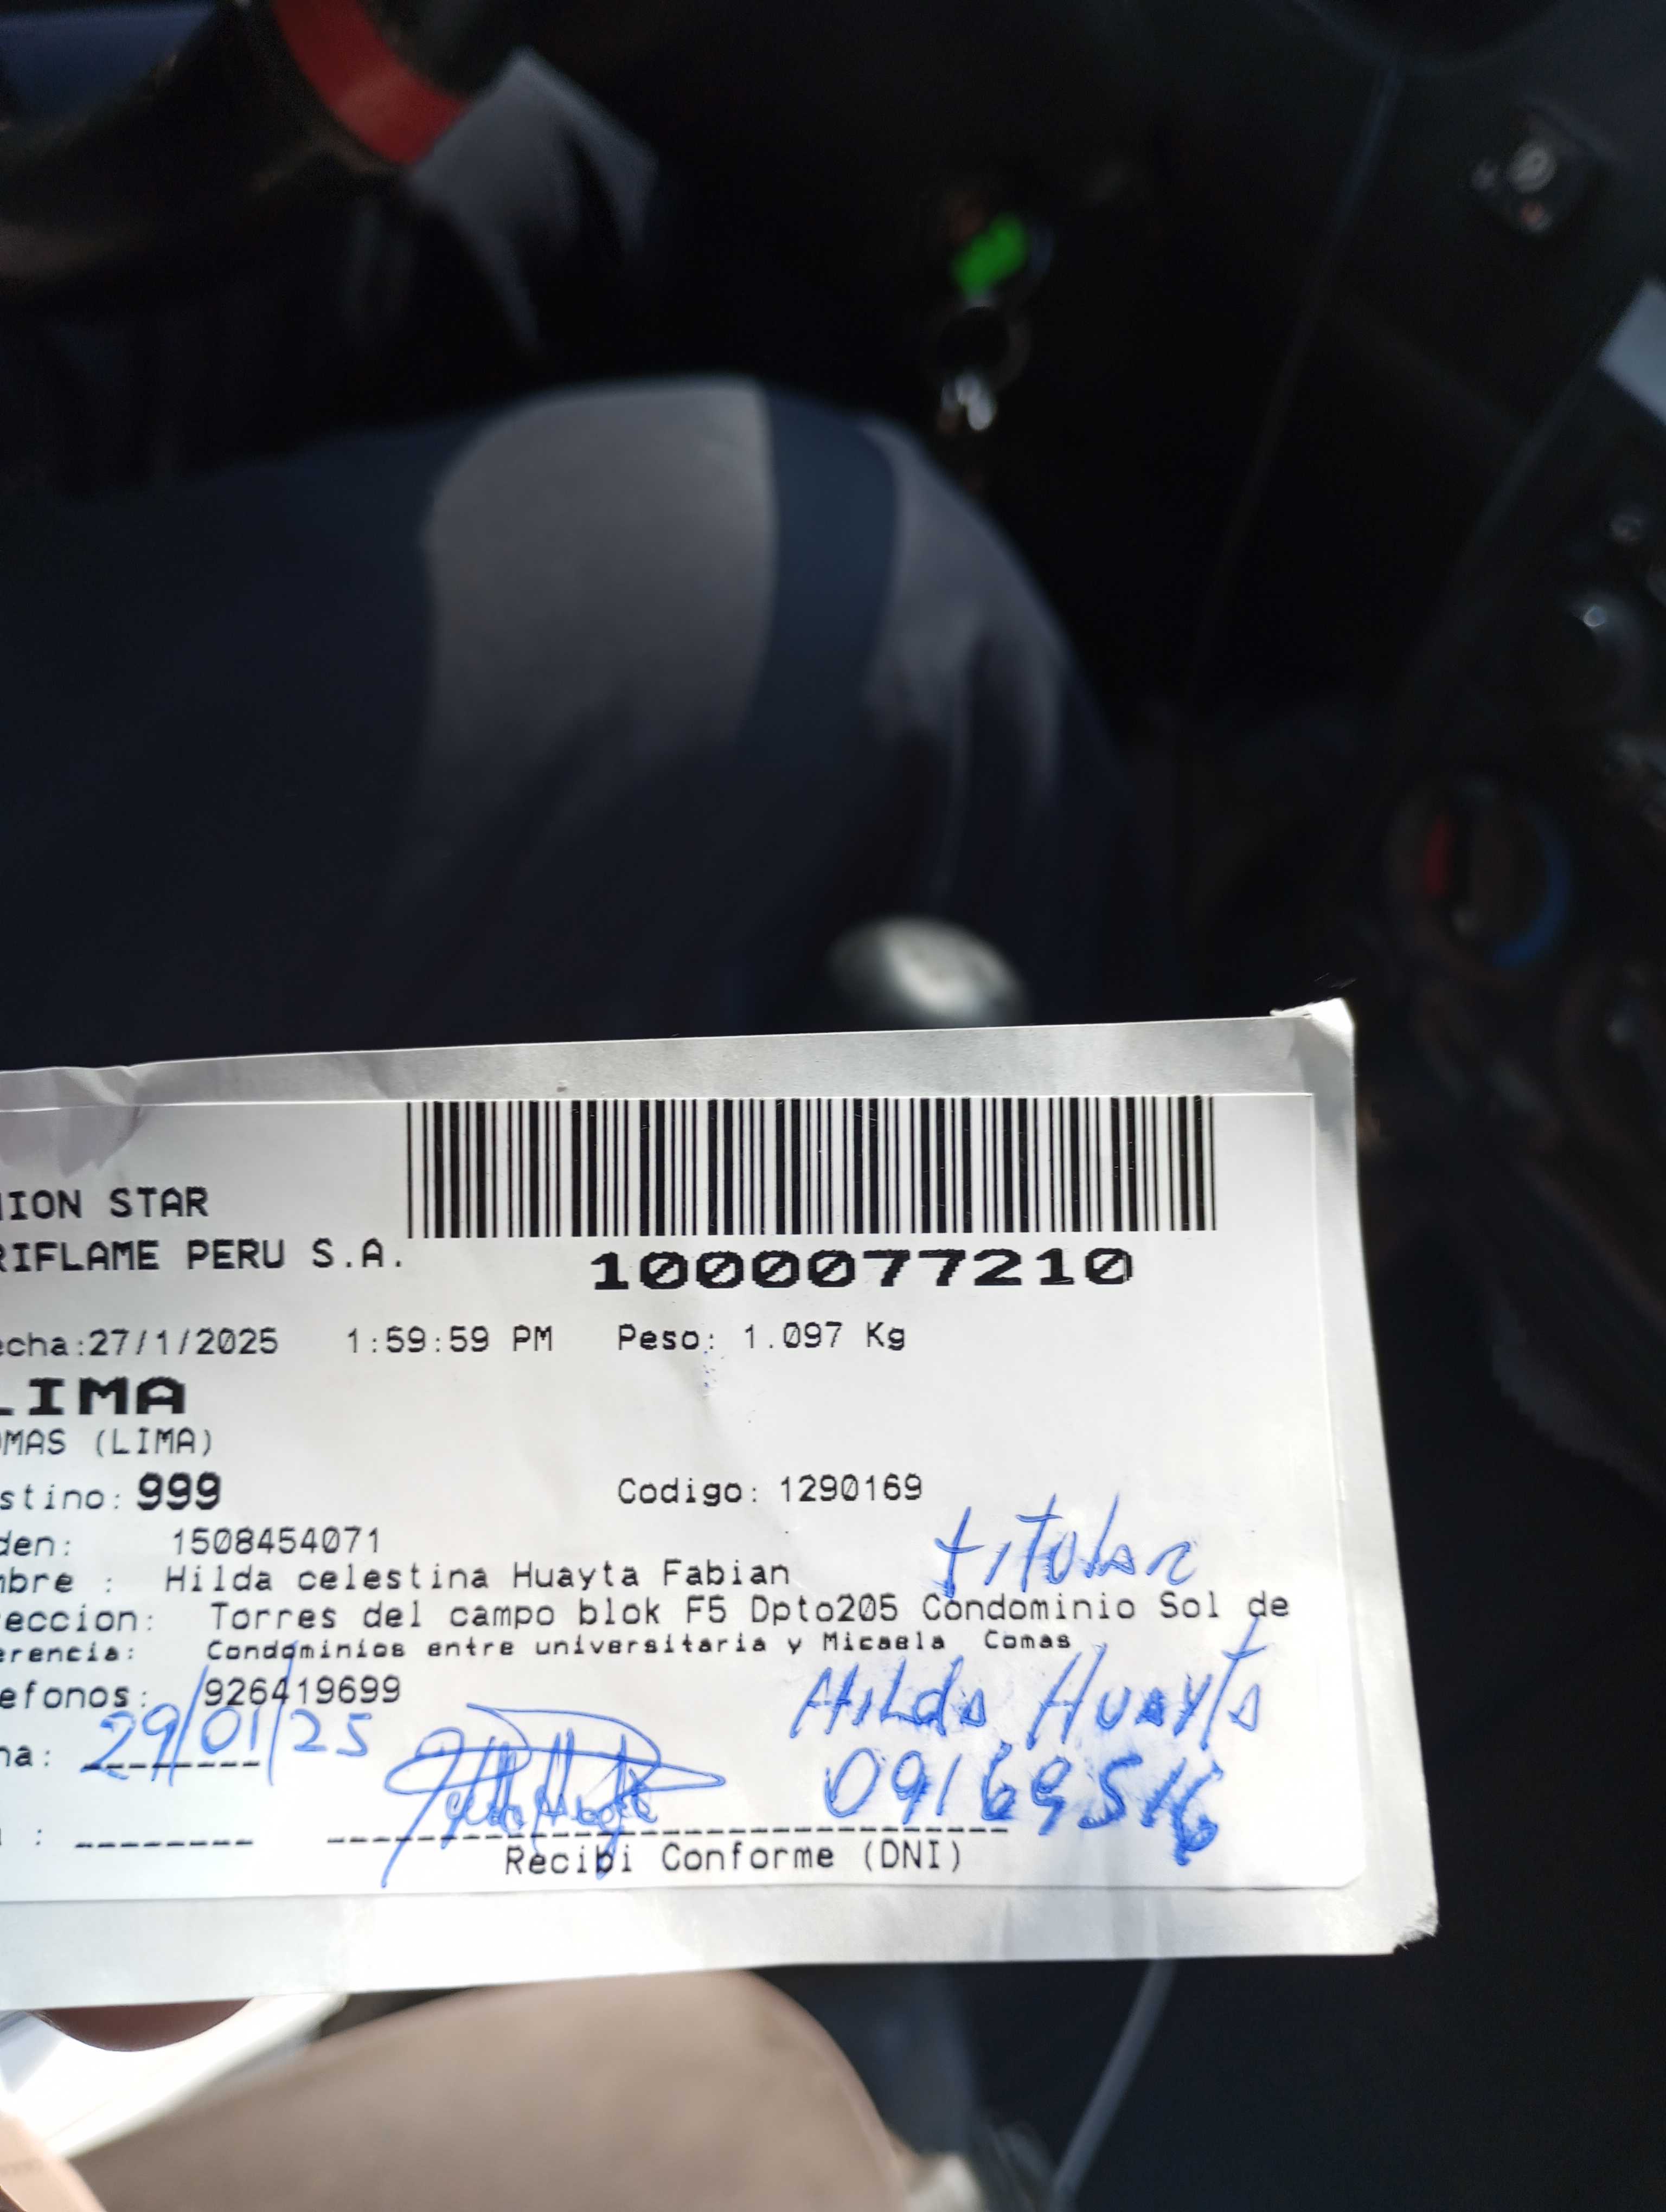 NION STAR
RIFLAME PERU S.A.
1000077210
echa:27/1/2025 1:59:59 PM Peso: 1.097 Kg
LIMA
OMAS (LIMA)
stino: 999 Codigo: 1290169
den: 1508454071
titular
mbre : Hilda celestina Huayta Fabian
eccion: Torres del campo blok F5 Dpto205 Condominio Sol de
erencia: Condominios entre universitaria y Micaela Comas
efonos: 926419699
Hilda Huayta
ha: 29/01/25
09169516
Recibi Conforme (DNI)